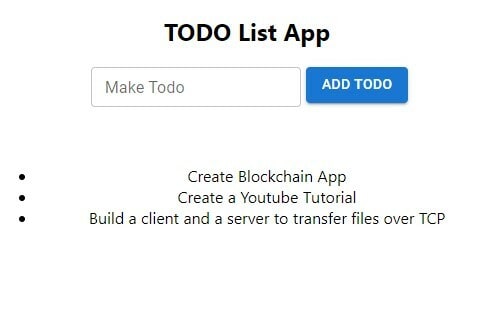 TODO List App
Make Todo
ADD TODO
Create Blockchain App
Create a Youtube Tutorial
Build a client and a server to transfer files over TCP